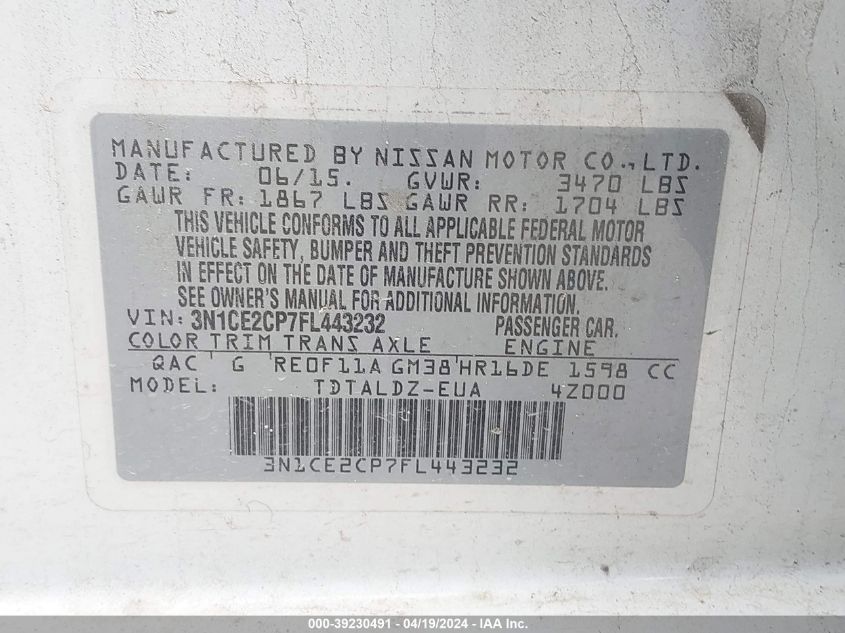 MANUFACTURED BY NISSAN MOTOR CO., LTD.
DATE: 06/15. GVWR: 3470 LBS
GAWR FR: 1867 LBS GAWR RR: 1704 LBS
THIS VEHICLE CONFORMS TO ALL APPLICABLE FEDERAL MOTOR
VEHICLE SAFETY, BUMPER AND THEFT PREVENTION STANDARDS
IN EFFECT ON THE DATE OF MANUFACTURE SHOWN ABOVE.
SEE OWNER'S MANUAL FOR ADDITIONAL INFORMATION.
VIN: 3N1CE2CP7FL443232 PASSENGER CAR.
COLOR TRIM TRANS AXLE ENGINE
QAC G RE0F11A GM38 HR16DE 1598 CC
MODEL: TDTALDZ-EUA 4Z000
3N1CE2CP7FL443232
000-39230491 - 04/19/2024 - IAA Inc.